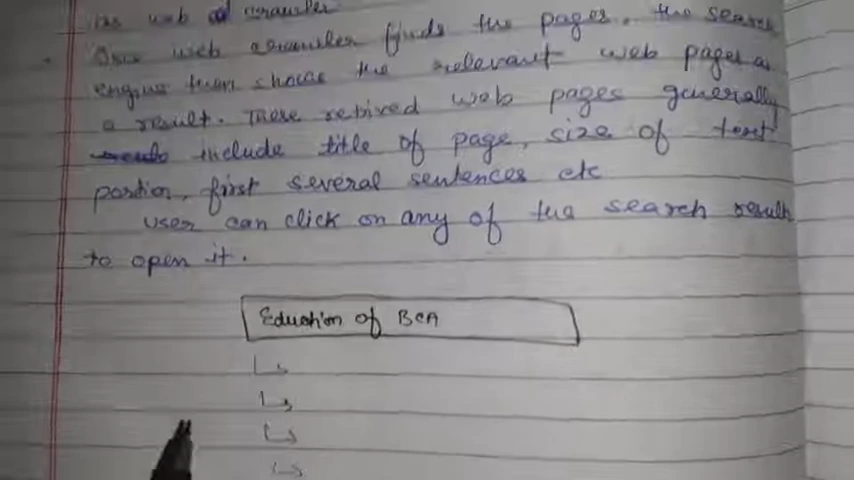 web crawler
Once web crawler finds the pages, the search
engine then shows the relevant web pages as
a result. These retrived web pages generally
include title of page, size of text
portion, first several sentences etc
user can click on any of the search result
to open it.
Eduction of BCA